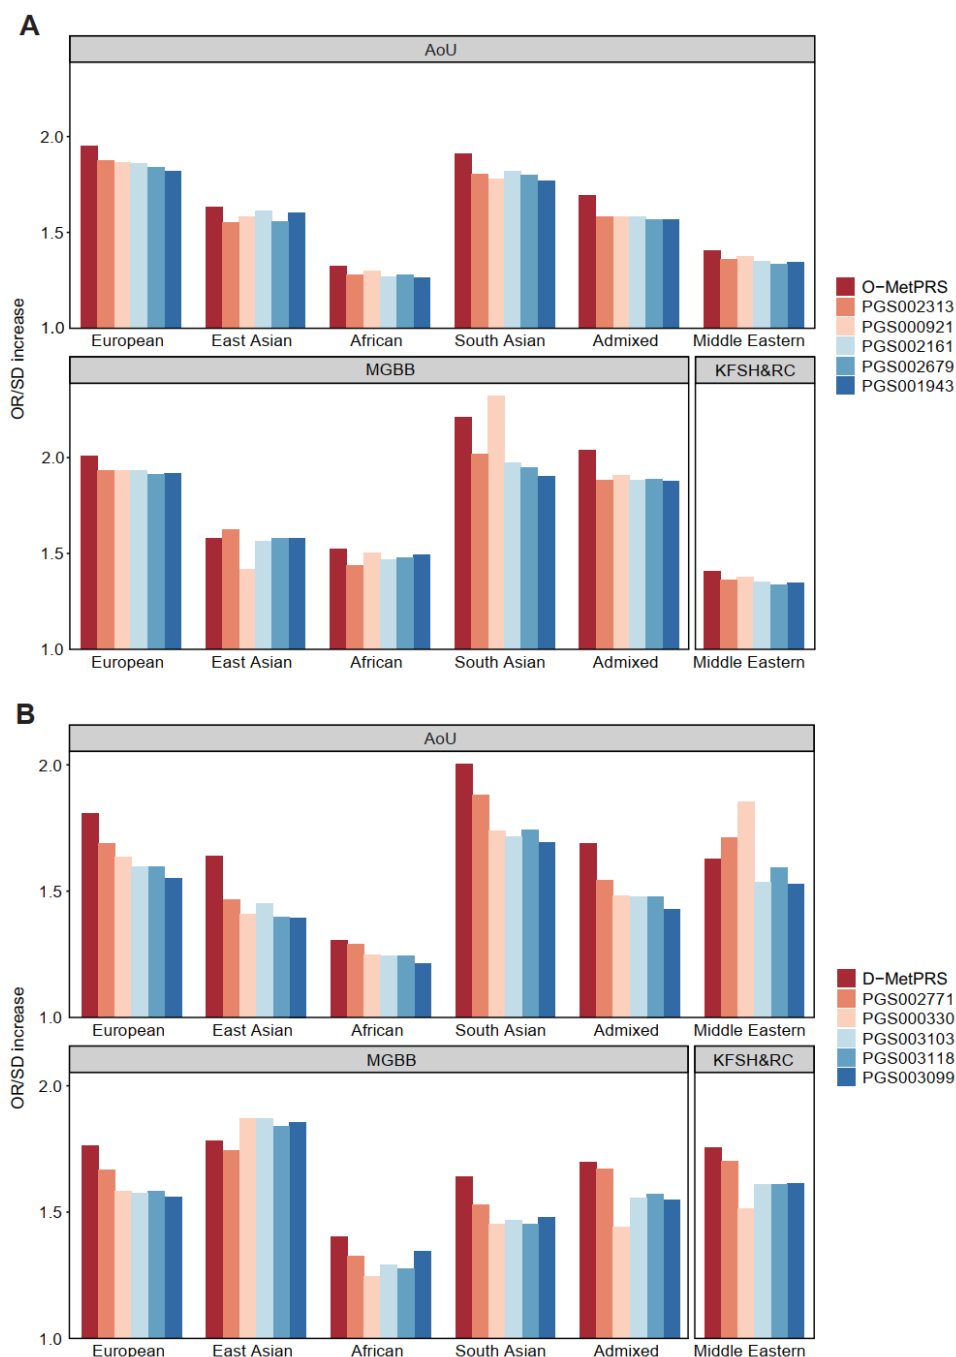 A
AoU
OR/SD increase
2.0
1.5
1.0
European East Asian African South Asian Admixed Middle Eastern
MGBB KFSH&RC
2.0
1.5
1.0
European East Asian African South Asian Admixed Middle Eastern
O−MetPRS
PGS002313
PGS000921
PGS002161
PGS002679
PGS001943
B
AoU
OR/SD increase
2.0
1.5
1.0
European East Asian African South Asian Admixed Middle Eastern
MGBB KFSH&RC
2.0
1.5
1.0
European East Asian African South Asian Admixed Middle Eastern
D−MetPRS
PGS002771
PGS000330
PGS003103
PGS003118
PGS003099